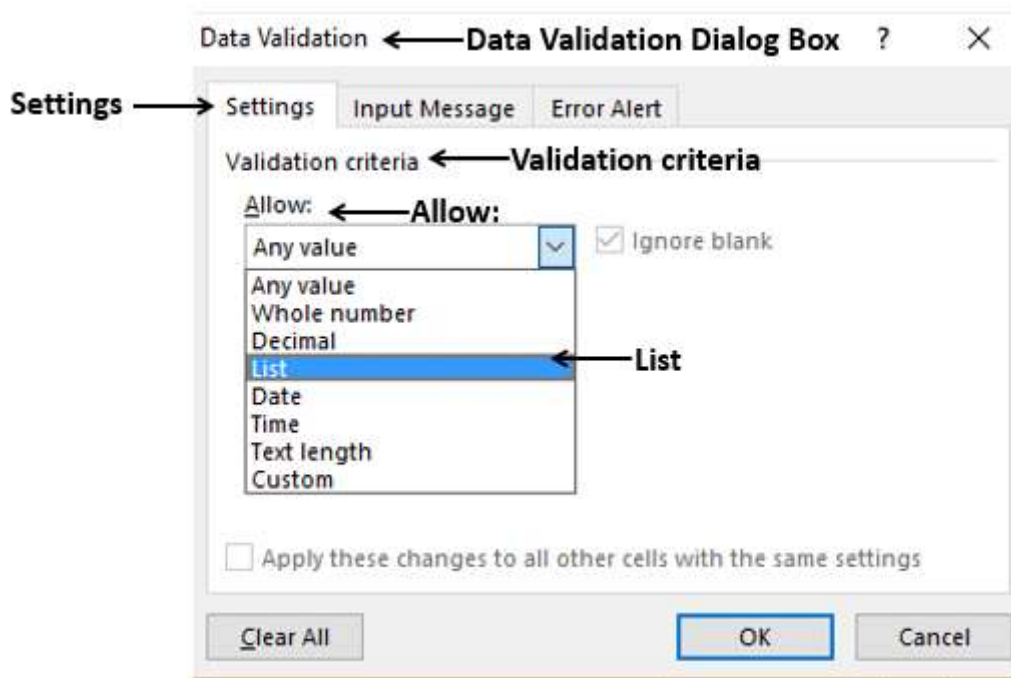 Data Validation Data Validation Dialog Box ? X
Settings Settings Input Message Error Alert
Validation criteria Validation criteria
Allow: Allow:
Any value Ignore blank
Any value
Whole number
Decimal
List List
Date
Time
Text length
Custom
Apply these changes to all other cells with the same settings
Clear All OK Cancel